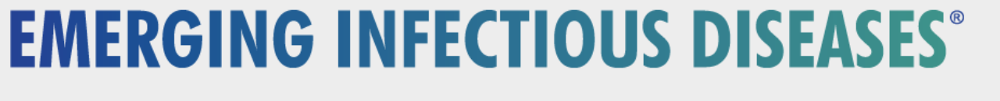 EMERGING INFECTIOUS DISEASES®